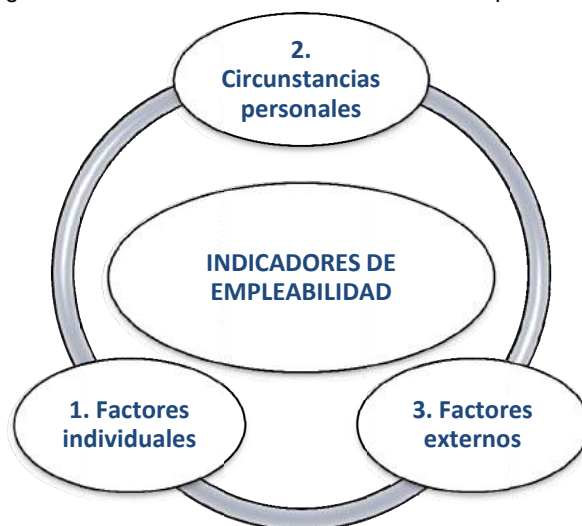 2.
Circunstancias
personales
INDICADORES DE
EMPLEABILIDAD
1. Factores
individuales
3. Factores
externos